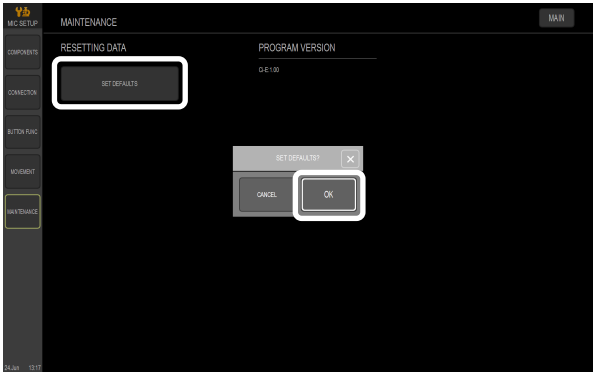 MIC SETUP
MAINTENANCE
MAIN
COMPONENTS
CONNECTION
BUTTON FUNC
MOVEMENT
MAINTENANCE
RESETTING DATA
SET DEFAULTS
PROGRAM VERSION
SET DEFAULTS?
CANCEL
OK
24.Jun 13:17